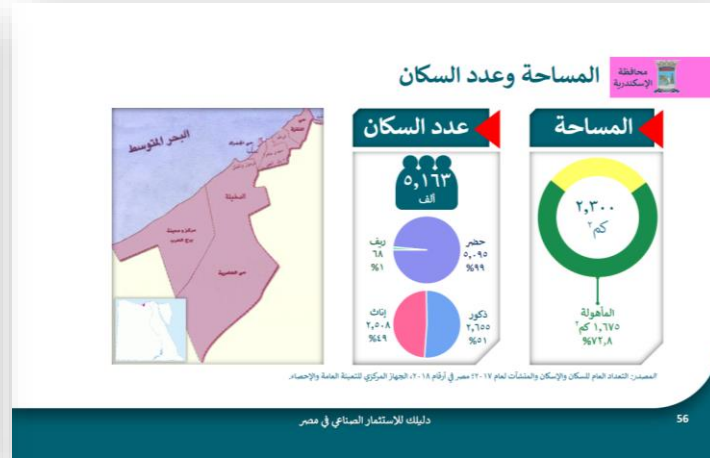 محافظة
الإسكندرية
المساحة وعدد السكان
المساحة
٢,٣٠٠
كم٢
المأهولة
١,٦٧٥ كم٢
%٧٢,٨
عدد السكان
٥,١٦٣
ألف
حضر
٥,٠٩٥
%٩٩
ريف
٦٨
%١
ذكور
٢,٦٥٥
%٥١
إناث
٢,٥٠٨
%٤٩
البحر المتوسط
العامرية
حي العامرية
المصدر: التعداد العام للسكان والإسكان والمنشآت لعام ٢٠١٧؛ مصر في أرقام ٢٠١٨، الجهاز المركزي للتعبئة العامة والإحصاء.
دليلك للاستثمار الصناعي في مصر
56